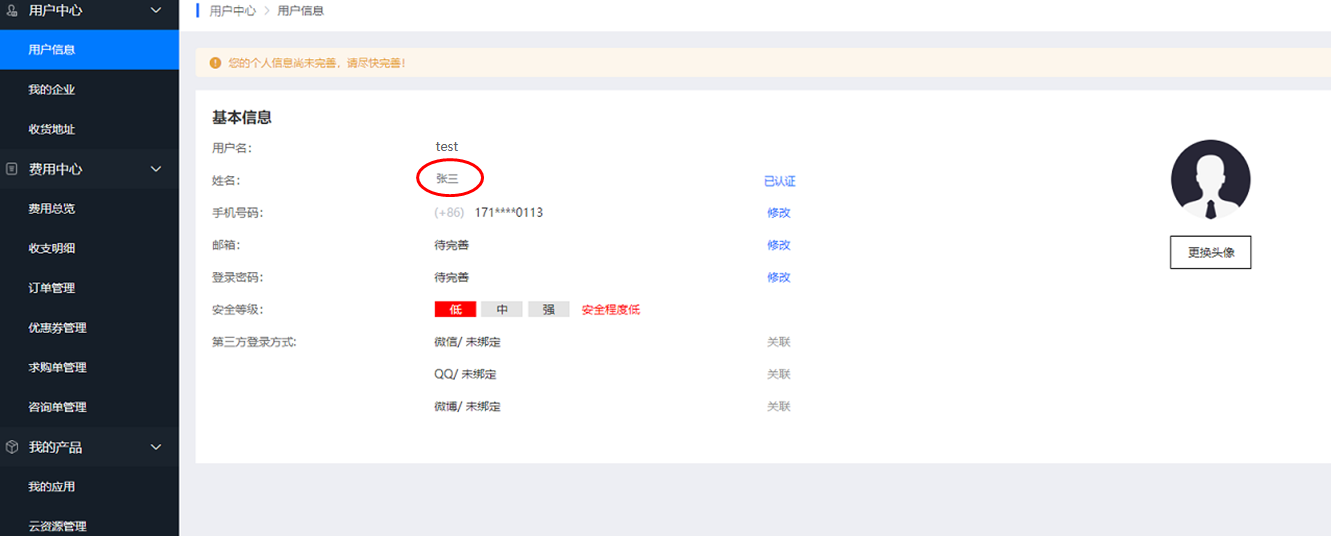 用户中心
用户信息
我的企业
收货地址
费用中心
费用总览
收支明细
订单管理
优惠券管理
求购单管理
咨询单管理
我的产品
我的应用
云资源管理
用户中心 > 用户信息
您的个人信息尚未完善，请尽快完善！
基本信息
用户名： test
姓名： 张三 已认证
手机号码： (+86) 171****0113 修改
邮箱： 待完善 修改
登录密码： 待完善 修改
安全等级： 低 中 强 安全程度低
第三方登录方式： 微信/ 未绑定 关联
QQ/ 未绑定 关联
微博/ 未绑定 关联
更换头像